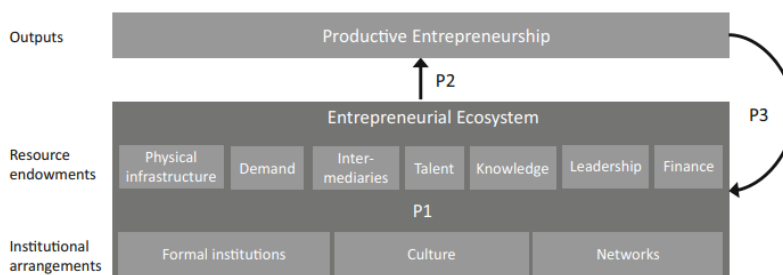 Outputs
Productive Entrepreneurship
P2
P3
Entrepreneurial Ecosystem
Resource
endowments
Physical
infrastructure
Demand
Inter-
mediaries
Talent
Knowledge
Leadership
Finance
P1
Institutional
arrangements
Formal institutions
Culture
Networks